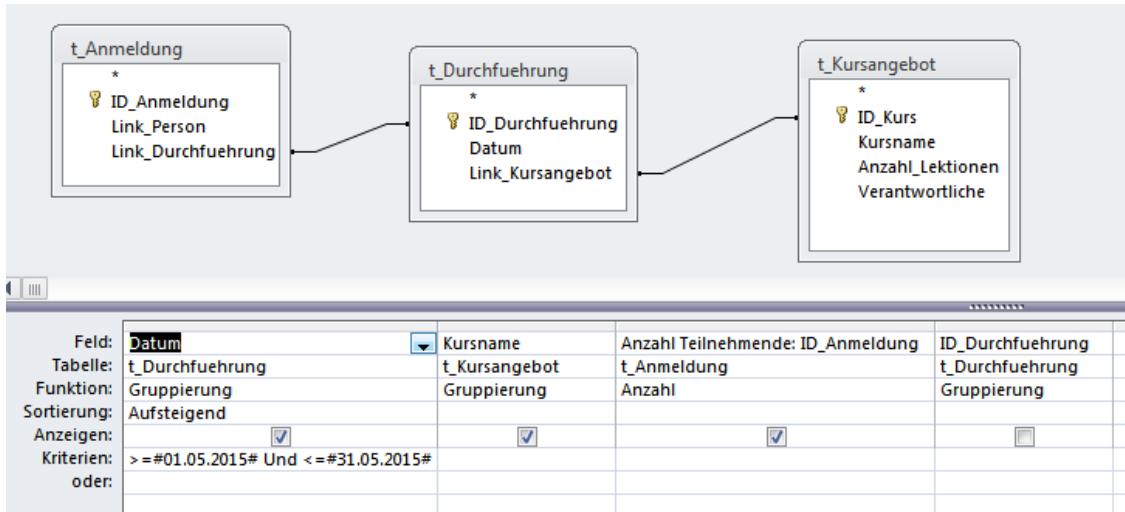 t_Anmeldung
*
ID_Anmeldung
Link_Person
Link_Durchfuehrung
t_Durchfuehrung
*
ID_Durchfuehrung
Datum
Link_Kursangebot
t_Kursangebot
*
ID_Kurs
Kursname
Anzahl_Lektionen
Verantwortliche
Feld: Datum Kursname Anzahl Teilnehmende: ID_Anmeldung ID_Durchfuehrung
Tabelle: t_Durchfuehrung t_Kursangebot t_Anmeldung t_Durchfuehrung
Funktion: Gruppierung Gruppierung Anzahl Gruppierung
Sortierung: Aufsteigend
Anzeigen:
Kriterien: >=#01.05.2015# Und <=#31.05.2015#
oder: